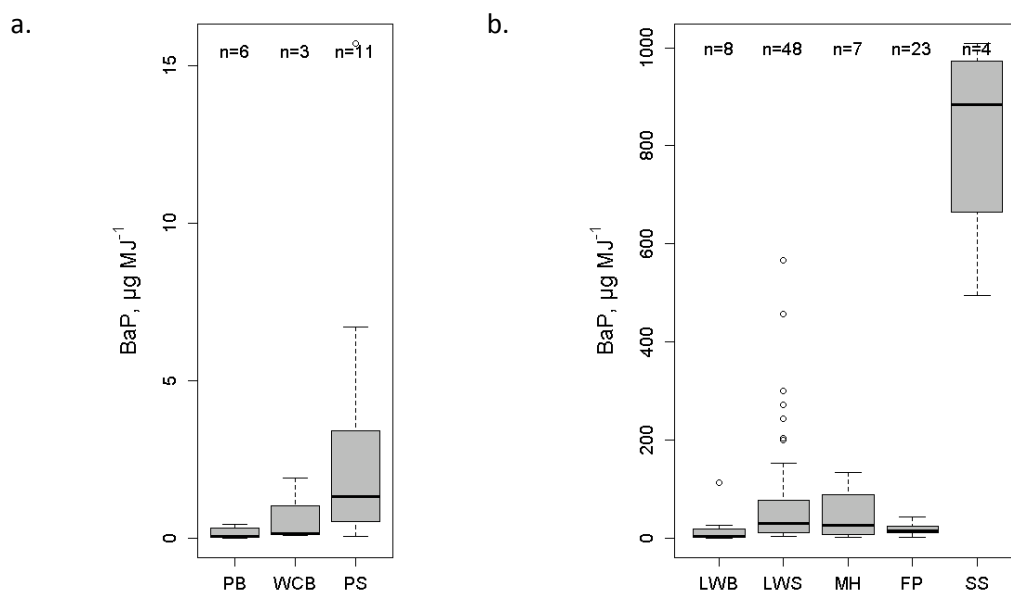 a.
n=6 n=3 n=11
15
10
5
0
BaP, µg MJ⁻¹
PB WCB PS
b.
n=8 n=48 n=7 n=23 n=4
1000
800
600
400
200
0
BaP, µg MJ⁻¹
LWB LWS MH FP SS